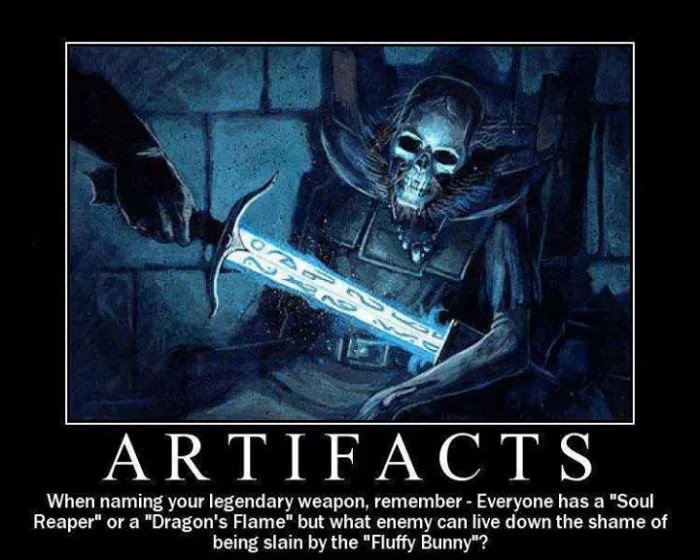 ARTIFACTS
When naming your legendary weapon, remember - Everyone has a "Soul
Reaper" or a "Dragon's Flame" but what enemy can live down the shame of
being slain by the "Fluffy Bunny"?